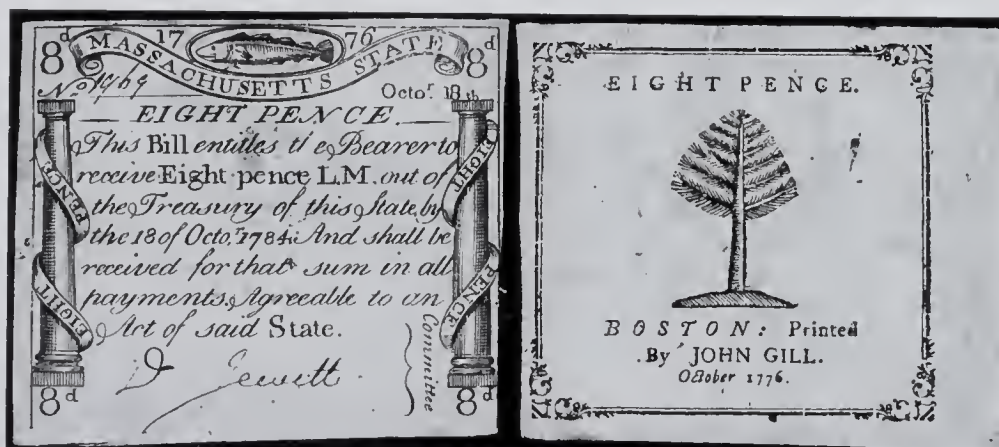 8d 17 76 8d
MASSACHUSETTS STATE
No Octor. 18th
EIGHT PENCE.
This Bill entitles the Bearer to
receive Eight pence L.M. out of
the Treasury of this State by
the 18 of Octo.r 1784. And shall be
received for that sum in all
payments Agreeable to an
Act of said State.
Committee
D Jewett
EIGHT PENCE
EIGHT PENCE
8d 8d
EIGHT PENCE.
BOSTON: Printed
By JOHN GILL.
October 1776.